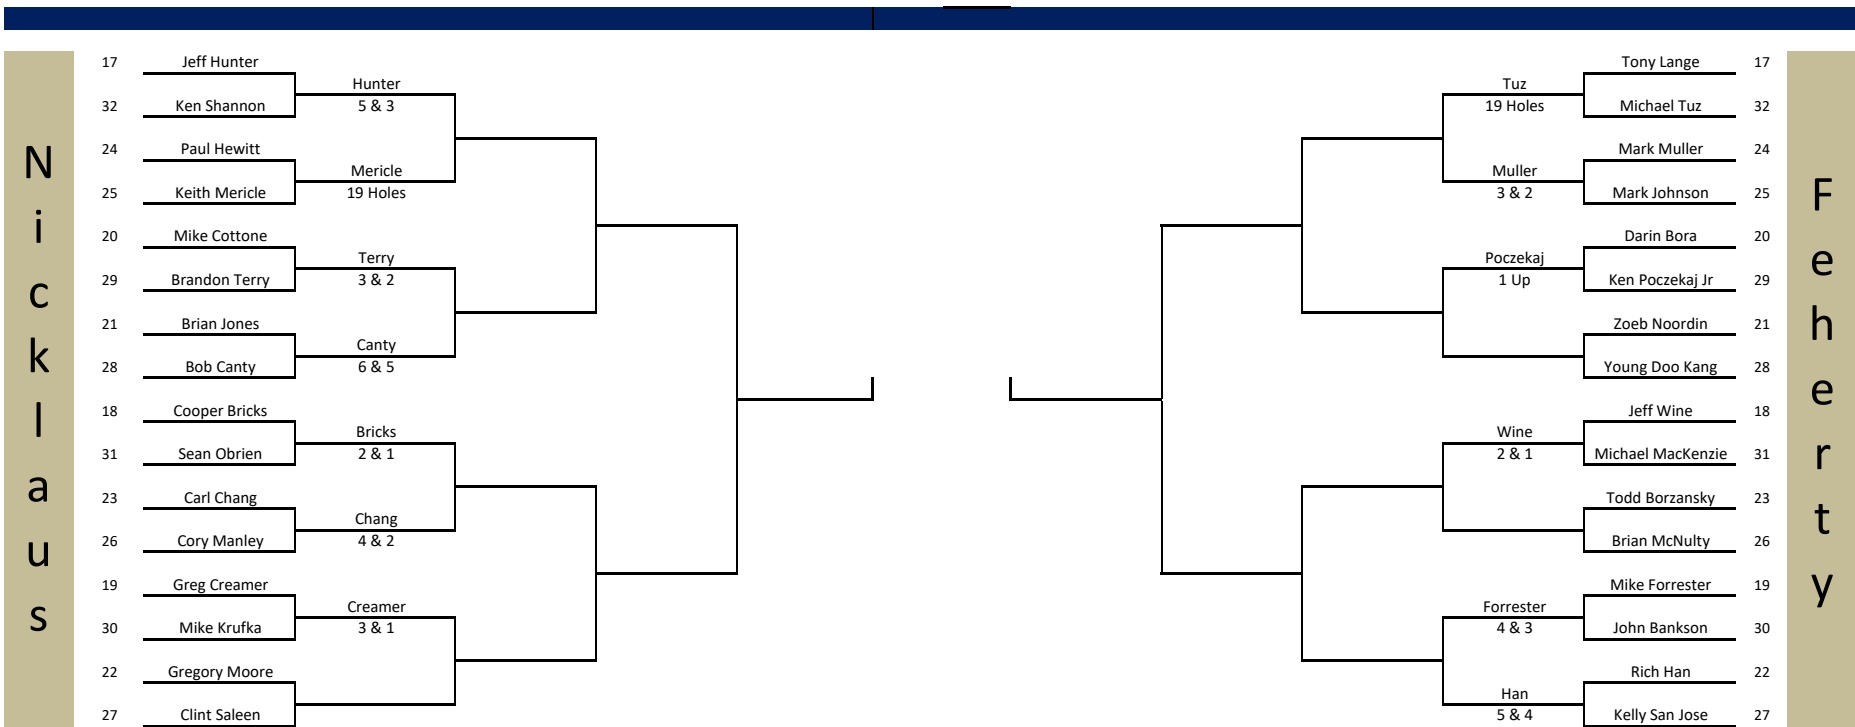 Nicklaus
17 Jeff Hunter
Hunter
32 Ken Shannon 5 & 3
24 Paul Hewitt
Mericle
25 Keith Mericle 19 Holes
20 Mike Cottone
Terry
29 Brandon Terry 3 & 2
21 Brian Jones
Canty
28 Bob Canty 6 & 5
18 Cooper Bricks
Bricks
31 Sean Obrien 2 & 1
23 Carl Chang
Chang
26 Cory Manley 4 & 2
19 Greg Creamer
Creamer
30 Mike Krufka 3 & 1
22 Gregory Moore
27 Clint Saleen
Tony Lange 17
Tuz
19 Holes Michael Tuz 32
Mark Muller 24
Muller
3 & 2 Mark Johnson 25
Darin Bora 20
Poczekaj
1 Up Ken Poczekaj Jr 29
Zoeb Noordin 21
Young Doo Kang 28
Jeff Wine 18
Wine
2 & 1 Michael MacKenzie 31
Todd Borzansky 23
Brian McNulty 26
Mike Forrester 19
Forrester
4 & 3 John Bankson 30
Rich Han 22
Han
5 & 4 Kelly San Jose 27
Feherty